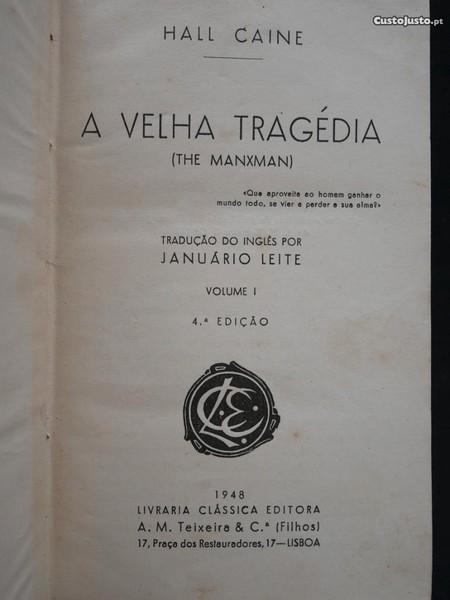 CustoJusto.pt
HALL CAINE
A VELHA TRAGÉDIA
(THE MANXMAN)
«Que aproveita ao homem ganhar o
mundo todo, se vier a perder a sua alma?»
TRADUÇÃO DO INGLÊS POR
JANUÁRIO LEITE
VOLUME I
4.ª EDIÇÃO
LCE
1948
LIVRARIA CLÁSSICA EDITORA
A. M. Teixeira & C.ª (Filhos)
17, Praça dos Restauradores, 17—LISBOA